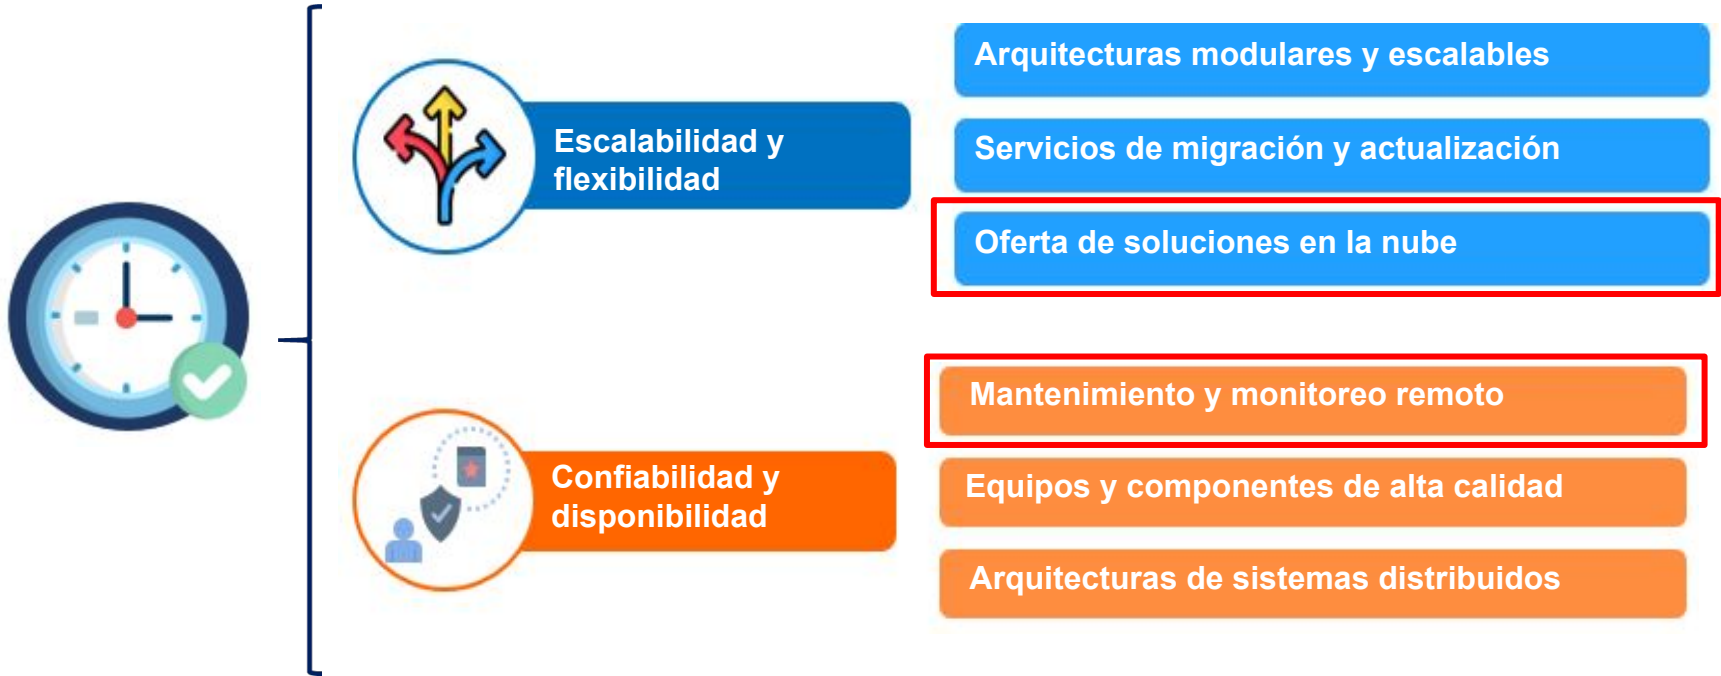 Escalabilidad y
flexibilidad
Arquitecturas modulares y escalables
Servicios de migración y actualización
Oferta de soluciones en la nube
Confiabilidad y
disponibilidad
Mantenimiento y monitoreo remoto
Equipos y componentes de alta calidad
Arquitecturas de sistemas distribuidos